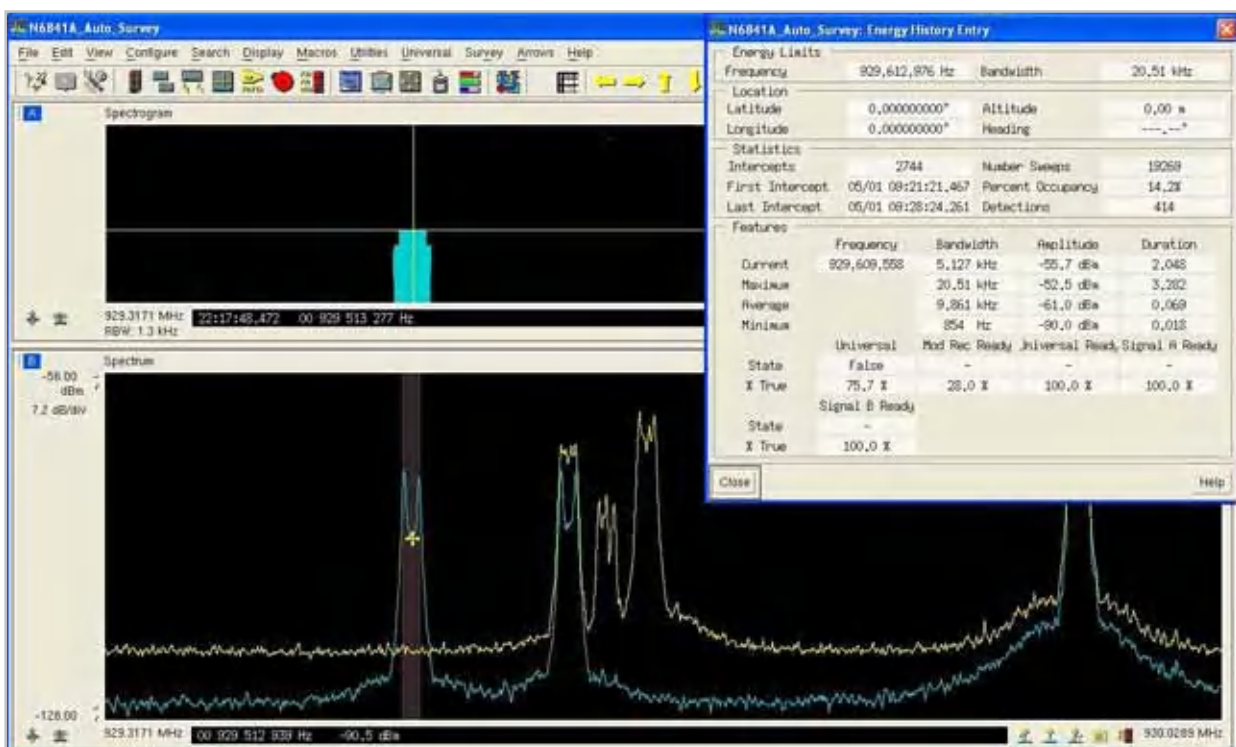 N6841A_Auto_Survey
File Edit View Configure Search Display Macros Utilities Universal Survey Arrows Help
A
Spectrogram
929.3171 MHz 22:17:48.472 00 929 513 277 Hz
RBW: 1.3 kHz
B
Spectrum
-56.00
dBm
7.2 dB/div
-128.00
929.3171 MHz 00 929 512 939 Hz -90.5 dBm 930.0289 MHz
N6841A_Auto_Survey: Energy History Entry
Energy Limits
Frequency 929,612,976 Hz Bandwidth 20.51 kHz
Location
Latitude 0.000000000° Altitude 0.00 m
Longitude 0.000000000° Heading ---.--°
Statistics
Intercepts 2744 Number Sweeps 19269
First Intercept 05/01 09:21:21.467 Percent Occupancy 14.2%
Last Intercept 05/01 09:28:24.261 Detections 414
Features
Frequency Bandwidth Amplitude Duration
Current 929,609,558 5.127 kHz -55.7 dBm 2.048
Maximum 20.51 kHz -52.5 dBm 3.282
Average 9.861 kHz -61.0 dBm 0.069
Minimum 854 Hz -90.0 dBm 0.018
Universal Mod Rec Ready Universal Ready Signal A Ready
State False - - -
% True 75.7 % 28.0 % 100.0 % 100.0 %
Signal B Ready
State -
% True 100.0 %
Close Help